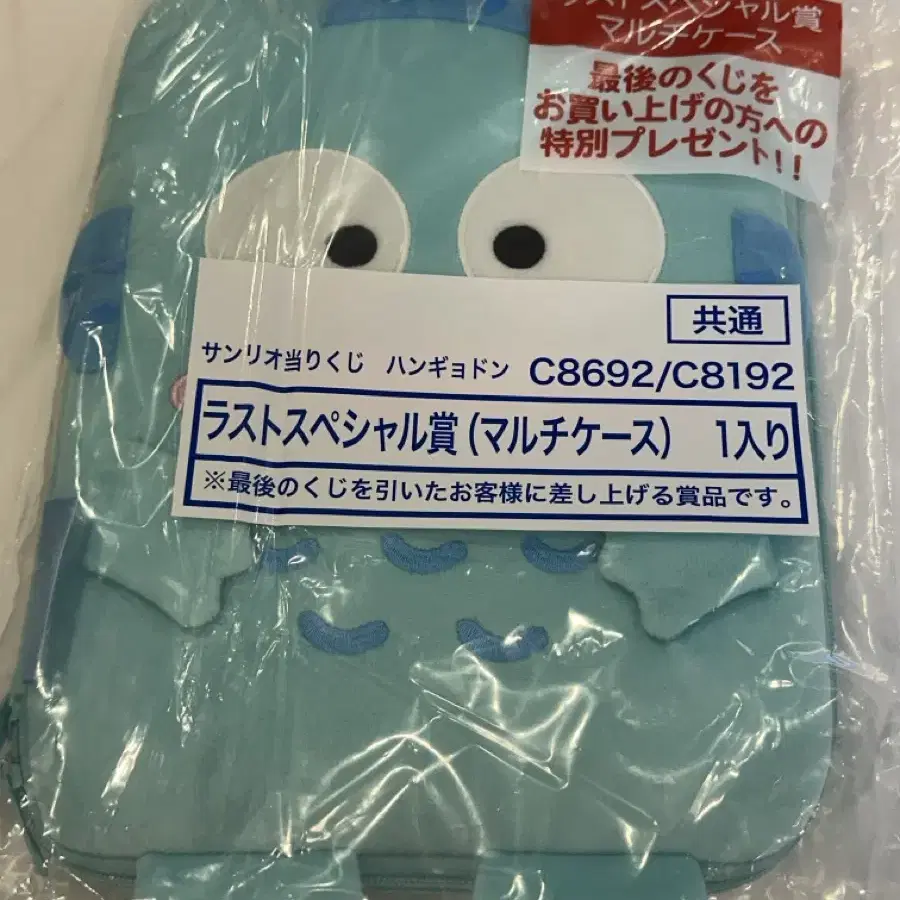 ラストスペシャル賞
マルチケース
最後のくじを
お買い上げの方への
特別プレゼント!!
共通
サンリオ当りくじ ハンギョドン C8692/C8192
ラストスペシャル賞(マルチケース) 1入り
※最後のくじを引いたお客様に差し上げる賞品です。